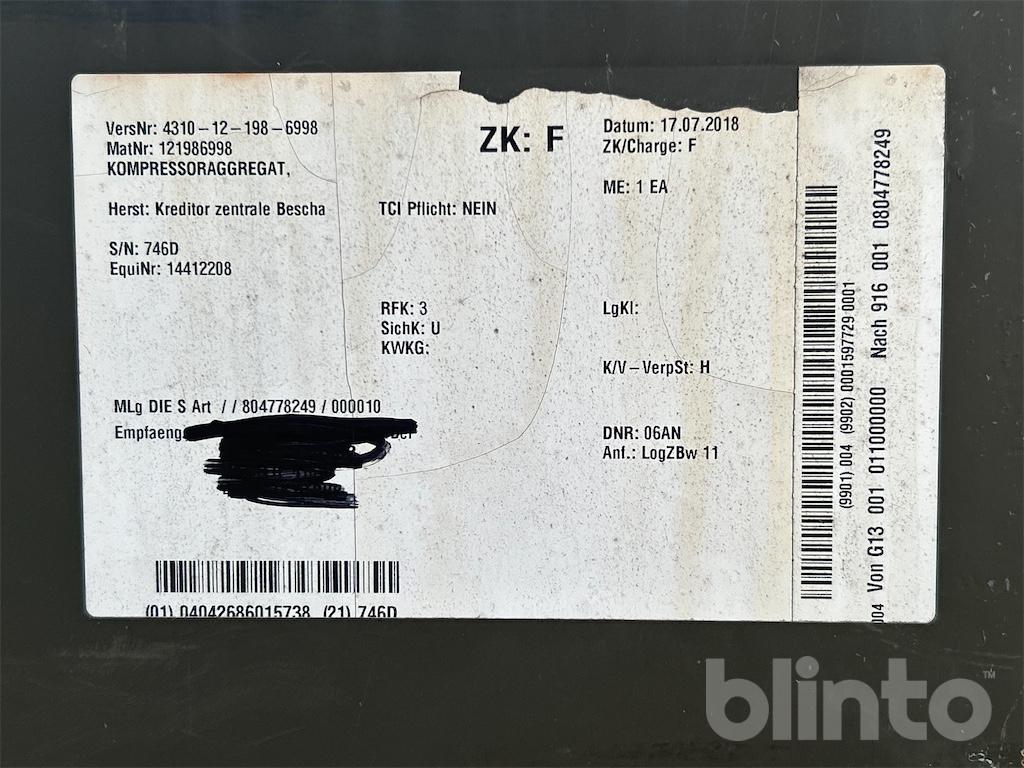 VersNr: 4310-12-198-6998
MatNr: 121986998
KOMPRESSORAGGREGAT,
ZK: F
Datum: 17.07.2018
ZK/Charge: F
ME: 1 EA
Herst: Kreditor zentrale Bescha
TCI Pflicht: NEIN
S/N: 746D
EquiNr: 14412208
RFK: 3
SichK: U
KWKG:
LgKl:
K/V-VerpSt: H
MLg DIE S Art / / 804778249 / 000010
Empfaeng
DNR: 06AN
Anf.: LogZBw 11
(01) 04042686015738 (21) 746D
(9901) 004 (9902) 0001597729 0001
004 Von G13 001 011000000 Nach 916 001 0804778249
blinto™